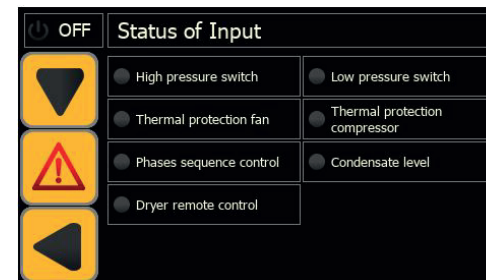 OFF
Status of Input
High pressure switch
Low pressure switch
Thermal protection fan
Thermal protection
compressor
Phases sequence control
Condensate level
Dryer remote control